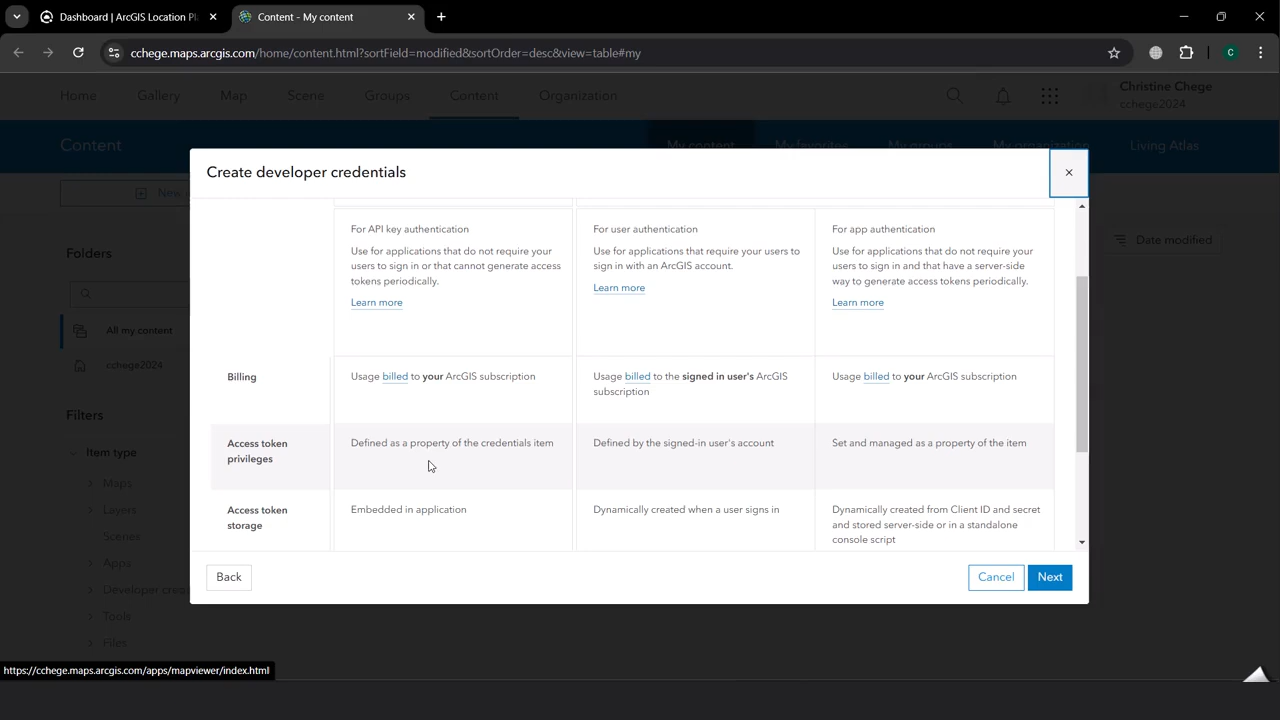 Dashboard | ArcGIS Location Pl
Content - My content
cchege.maps.arcgis.com/home/content.html?sortField=modified&sortOrder=desc&view=table#my
C
Home
Gallery
Map
Scene
Groups
Content
Organization
Christine Chege
cchege2024
Content
My content
My favorites
My groups
My organization
Living Atlas
New
Create developer credentials
Folders
Date modified
All my content
cchege2024
Filters
Item type
Maps
Layers
Scenes
Apps
Developer cred
Tools
Files
For API key authentication
Use for applications that do not require your
users to sign in or that cannot generate access
tokens periodically.
Learn more
For user authentication
Use for applications that require your users to
sign in with an ArcGIS account.
Learn more
For app authentication
Use for applications that do not require your
users to sign in and that have a server-side
way to generate access tokens periodically.
Learn more
Billing
Usage billed to your ArcGIS subscription
Usage billed to the signed in user's ArcGIS
subscription
Usage billed to your ArcGIS subscription
Access token
privileges
Defined as a property of the credentials item
Defined by the signed-in user's account
Set and managed as a property of the item
Access token
storage
Embedded in application
Dynamically created when a user signs in
Dynamically created from Client ID and secret
and stored server-side or in a standalone
console script
Back
Cancel
Next
https://cchege.maps.arcgis.com/apps/mapviewer/index.html